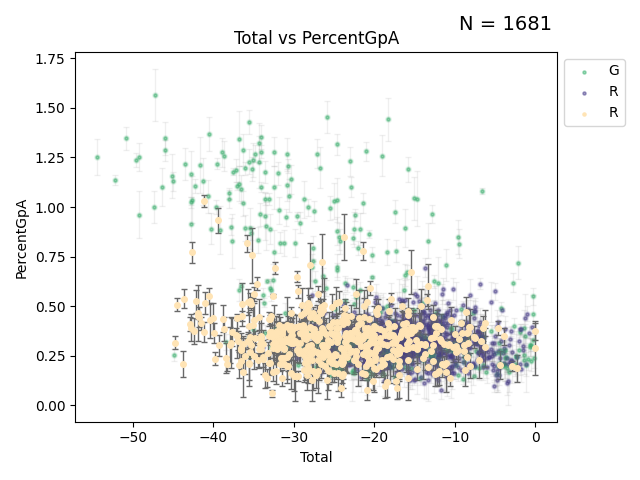 N = 1681
Total vs PercentGpA
G
R
R
PercentGpA
1.75
1.50
1.25
1.00
0.75
0.50
0.25
0.00
−50
−40
−30
−20
−10
0
Total